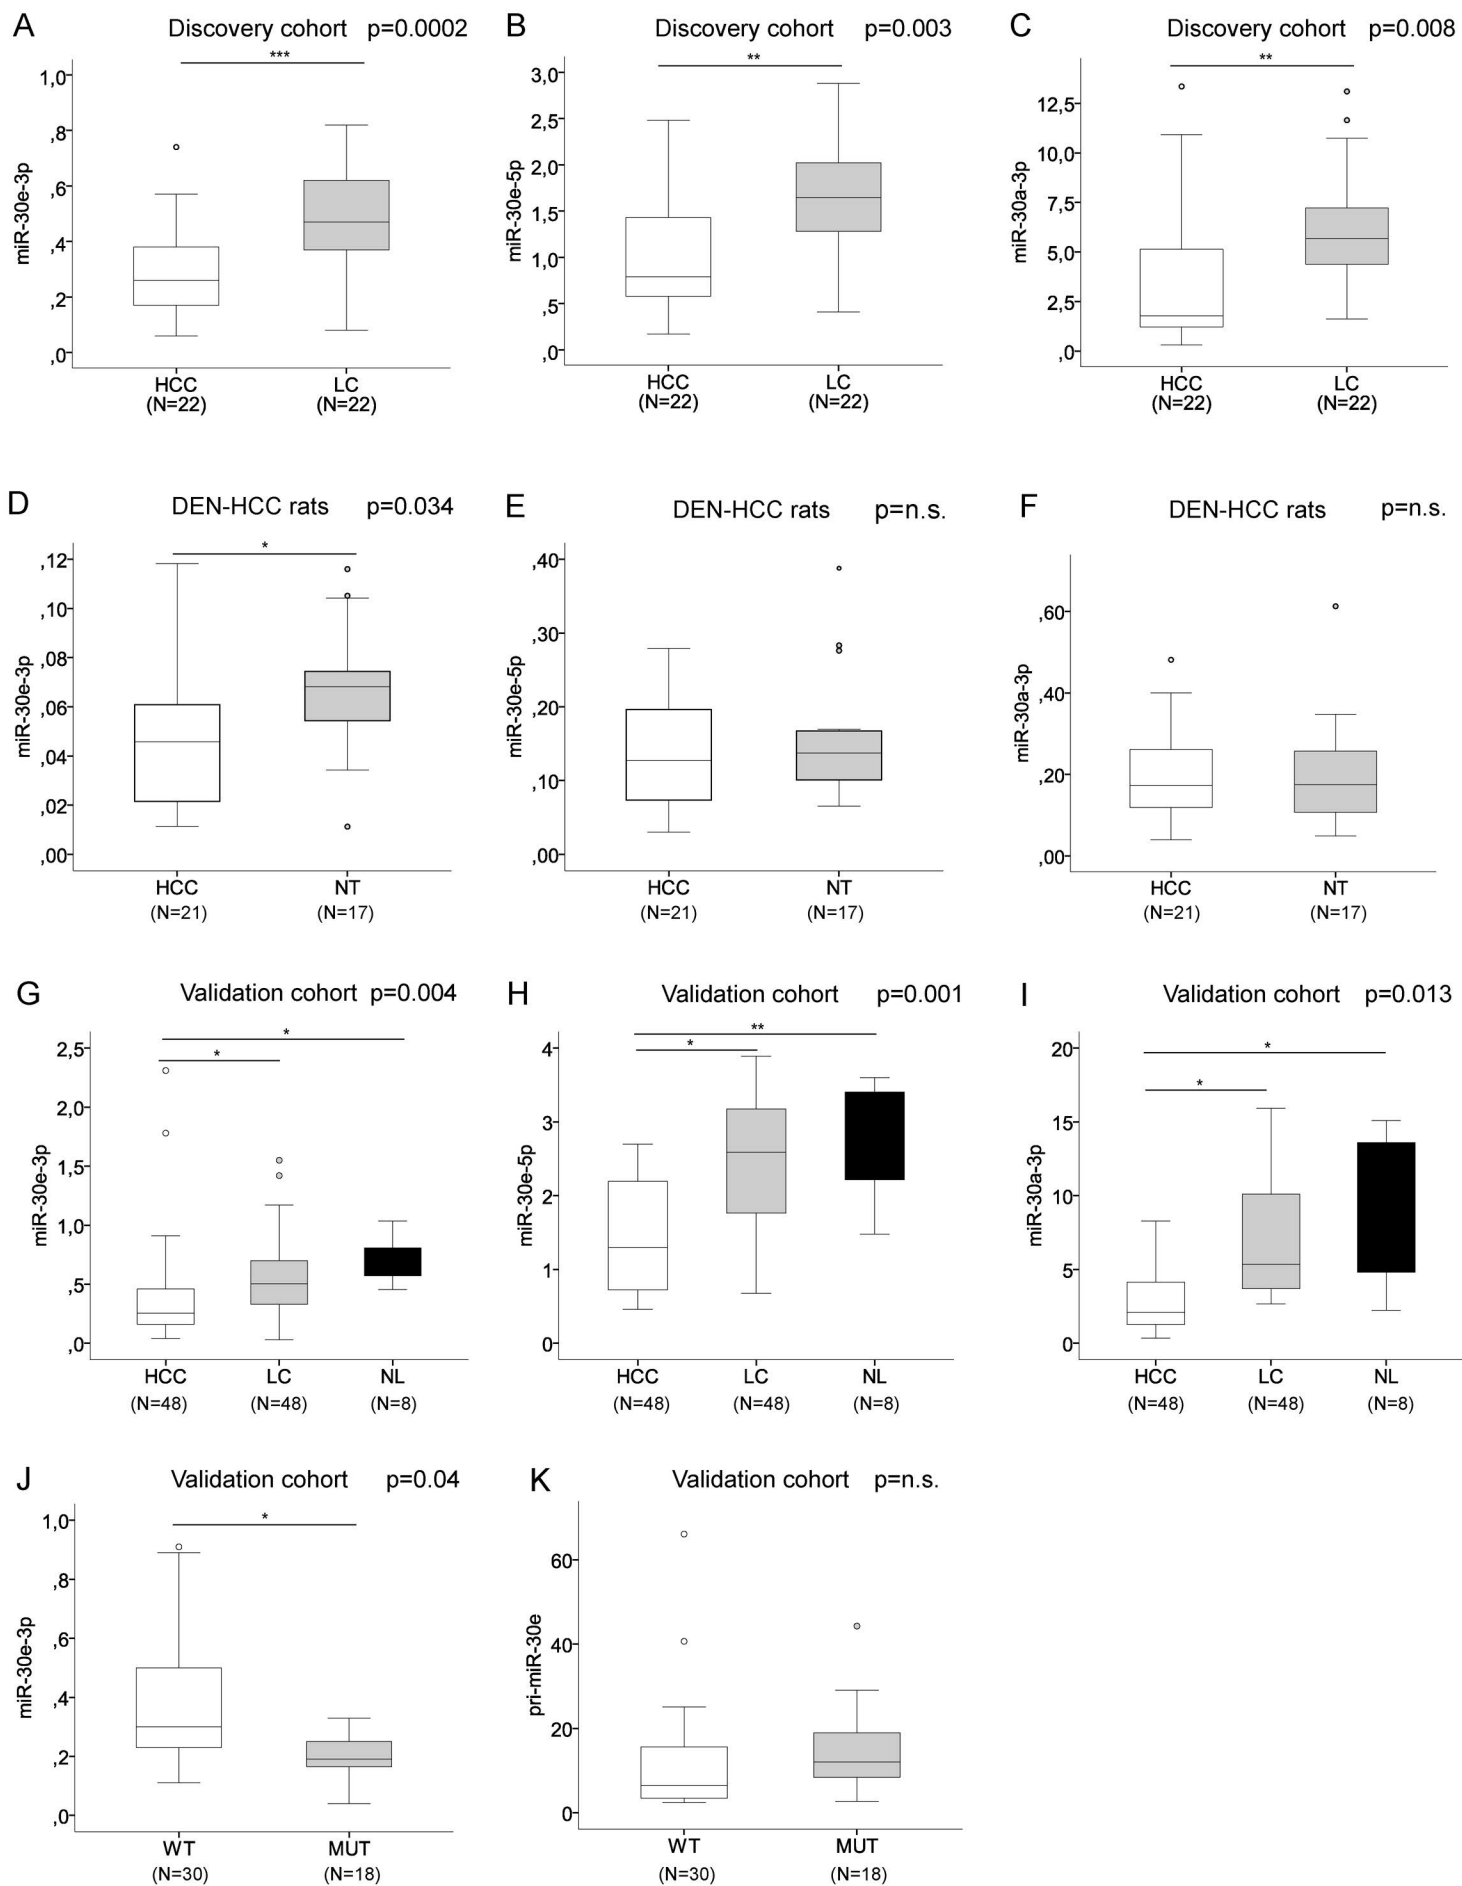 A Discovery cohort p=0.0002
***
1,0
,8
,6
,4
,2
,0
miR-30e-3p
HCC LC
(N=22) (N=22)
B Discovery cohort p=0.003
**
3,0
2,5
2,0
1,5
1,0
,5
,0
miR-30e-5p
HCC LC
(N=22) (N=22)
C Discovery cohort p=0.008
**
12,5
10,0
7,5
5,0
2,5
,0
miR-30a-3p
HCC LC
(N=22) (N=22)
D DEN-HCC rats p=0.034
*
,12
,10
,08
,06
,04
,02
,00
miR-30e-3p
HCC NT
(N=21) (N=17)
E DEN-HCC rats p=n.s.
,40
,30
,20
,10
,00
miR-30e-5p
HCC NT
(N=21) (N=17)
F DEN-HCC rats p=n.s.
,60
,40
,20
,00
miR-30a-3p
HCC NT
(N=21) (N=17)
G Validation cohort p=0.004
*
*
2,5
2,0
1,5
1,0
,5
,0
miR-30e-3p
HCC LC NL
(N=48) (N=48) (N=8)
H Validation cohort p=0.001
**
*
4
3
2
1
0
miR-30e-5p
HCC LC NL
(N=48) (N=48) (N=8)
I Validation cohort p=0.013
*
*
20
15
10
5
0
miR-30a-3p
HCC LC NL
(N=48) (N=48) (N=8)
J Validation cohort p=0.04
*
1,0
,8
,6
,4
,2
,0
miR-30e-3p
WT MUT
(N=30) (N=18)
K Validation cohort p=n.s.
60
40
20
0
pri-miR-30e
WT MUT
(N=30) (N=18)